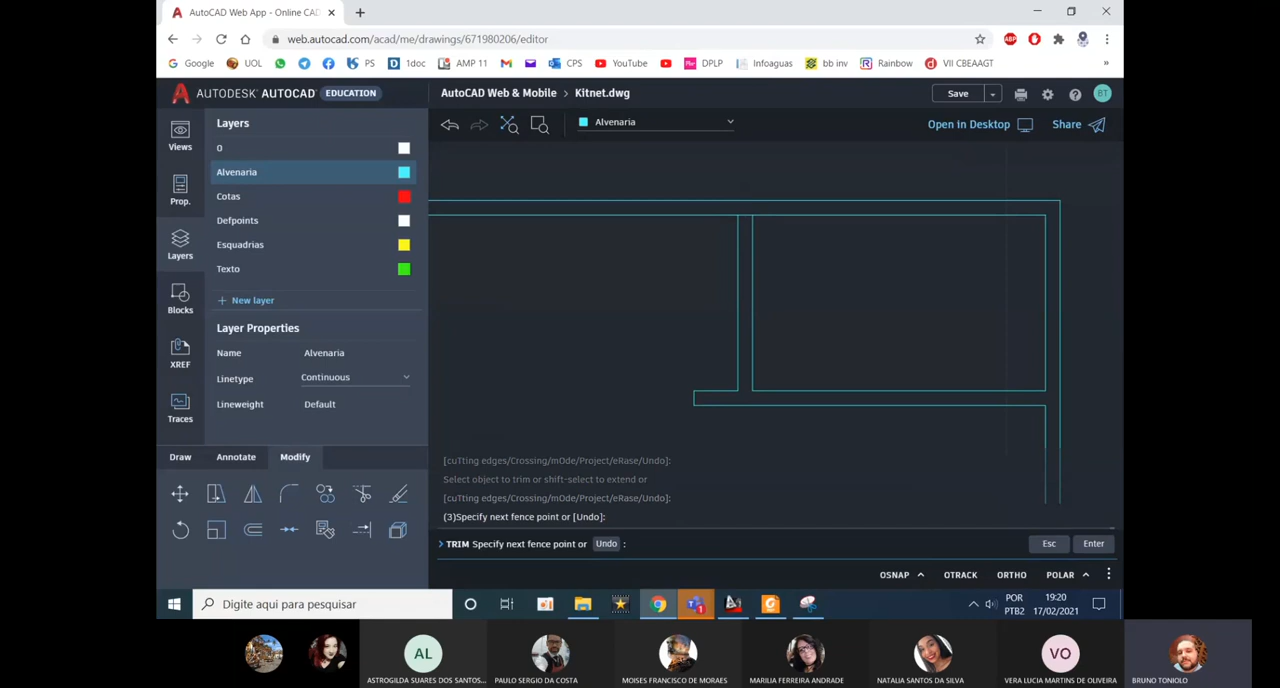 AutoCAD Web App - Online CAD
web.autocad.com/acad/me/drawings/671980206/editor
ABP
Google UOL PS 1doc AMP 11 CPS YouTube DPLP Infoaguas bb inv Rainbow VII CBEAAGT »
AUTODESK® AUTOCAD EDUCATION AutoCAD Web & Mobile Kitnet.dwg Save BT
Alvenaria Open in Desktop Share
Layers
Views
0
Alvenaria
Prop.
Cotas
Defpoints
Layers
Esquadrias
Texto
Blocks
+ New layer
Layer Properties
Name Alvenaria
XREF
Linetype Continuous
Lineweight Default
Traces
Draw Annotate Modify
[cuTting edges/Crossing/mOde/Project/eRase/Undo]:
Select object to trim or shift-select to extend or
[cuTting edges/Crossing/mOde/Project/eRase/Undo]:
(3)Specify next fence point or [Undo]:
TRIM Specify next fence point or Undo : Esc Enter
OSNAP OTRACK ORTHO POLAR
Digite aqui para pesquisar
POR
PTB2
19:20
17/02/2021
AL VO
ASTROGILDA SUARES DOS SANTOS... PAULO SERGIO DA COSTA MOISES FRANCISCO DE MORAES MARILIA FERREIRA ANDRADE NATALIA SANTOS DA SILVA VERA LUCIA MARTINS DE OLIVEIRA BRUNO TONIOLO